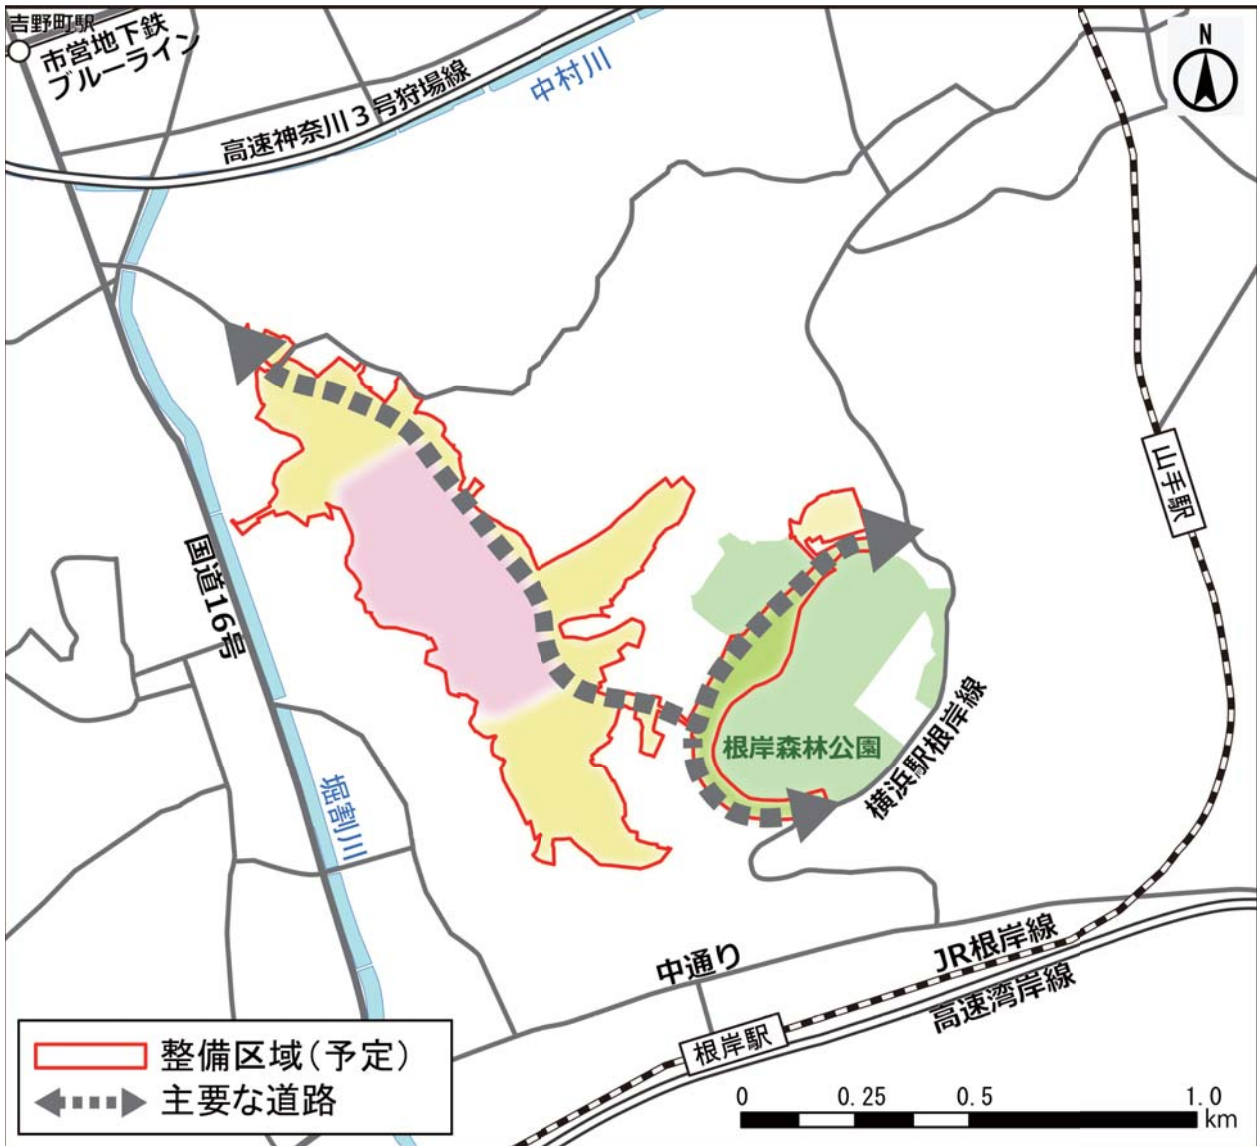 吉野町駅
市営地下鉄
ブルーライン
高速神奈川3号狩場線
中村川
N
山手駅
国道16号
根岸森林公園
横浜駅根岸線
堀割川
中通り
JR根岸線
高速湾岸線
根岸駅
整備区域(予定)
主要な道路
0 0.25 0.5 1.0
km